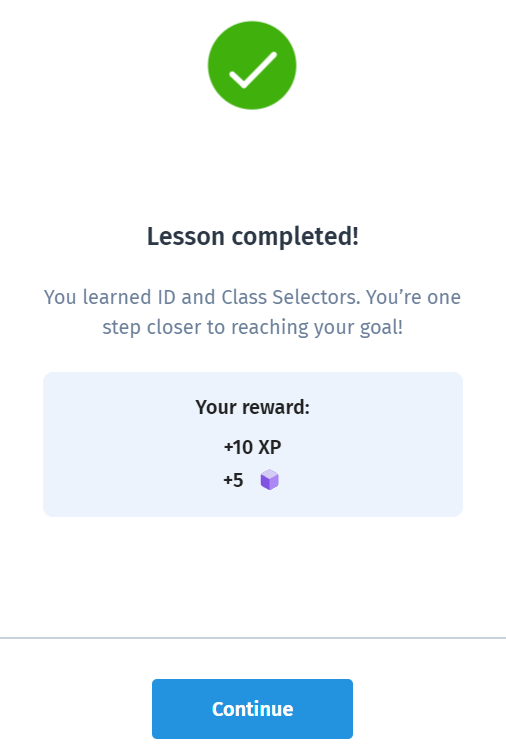 Lesson completed!
You learned ID and Class Selectors. You’re one
step closer to reaching your goal!
Your reward:
+10 XP
+5
Continue